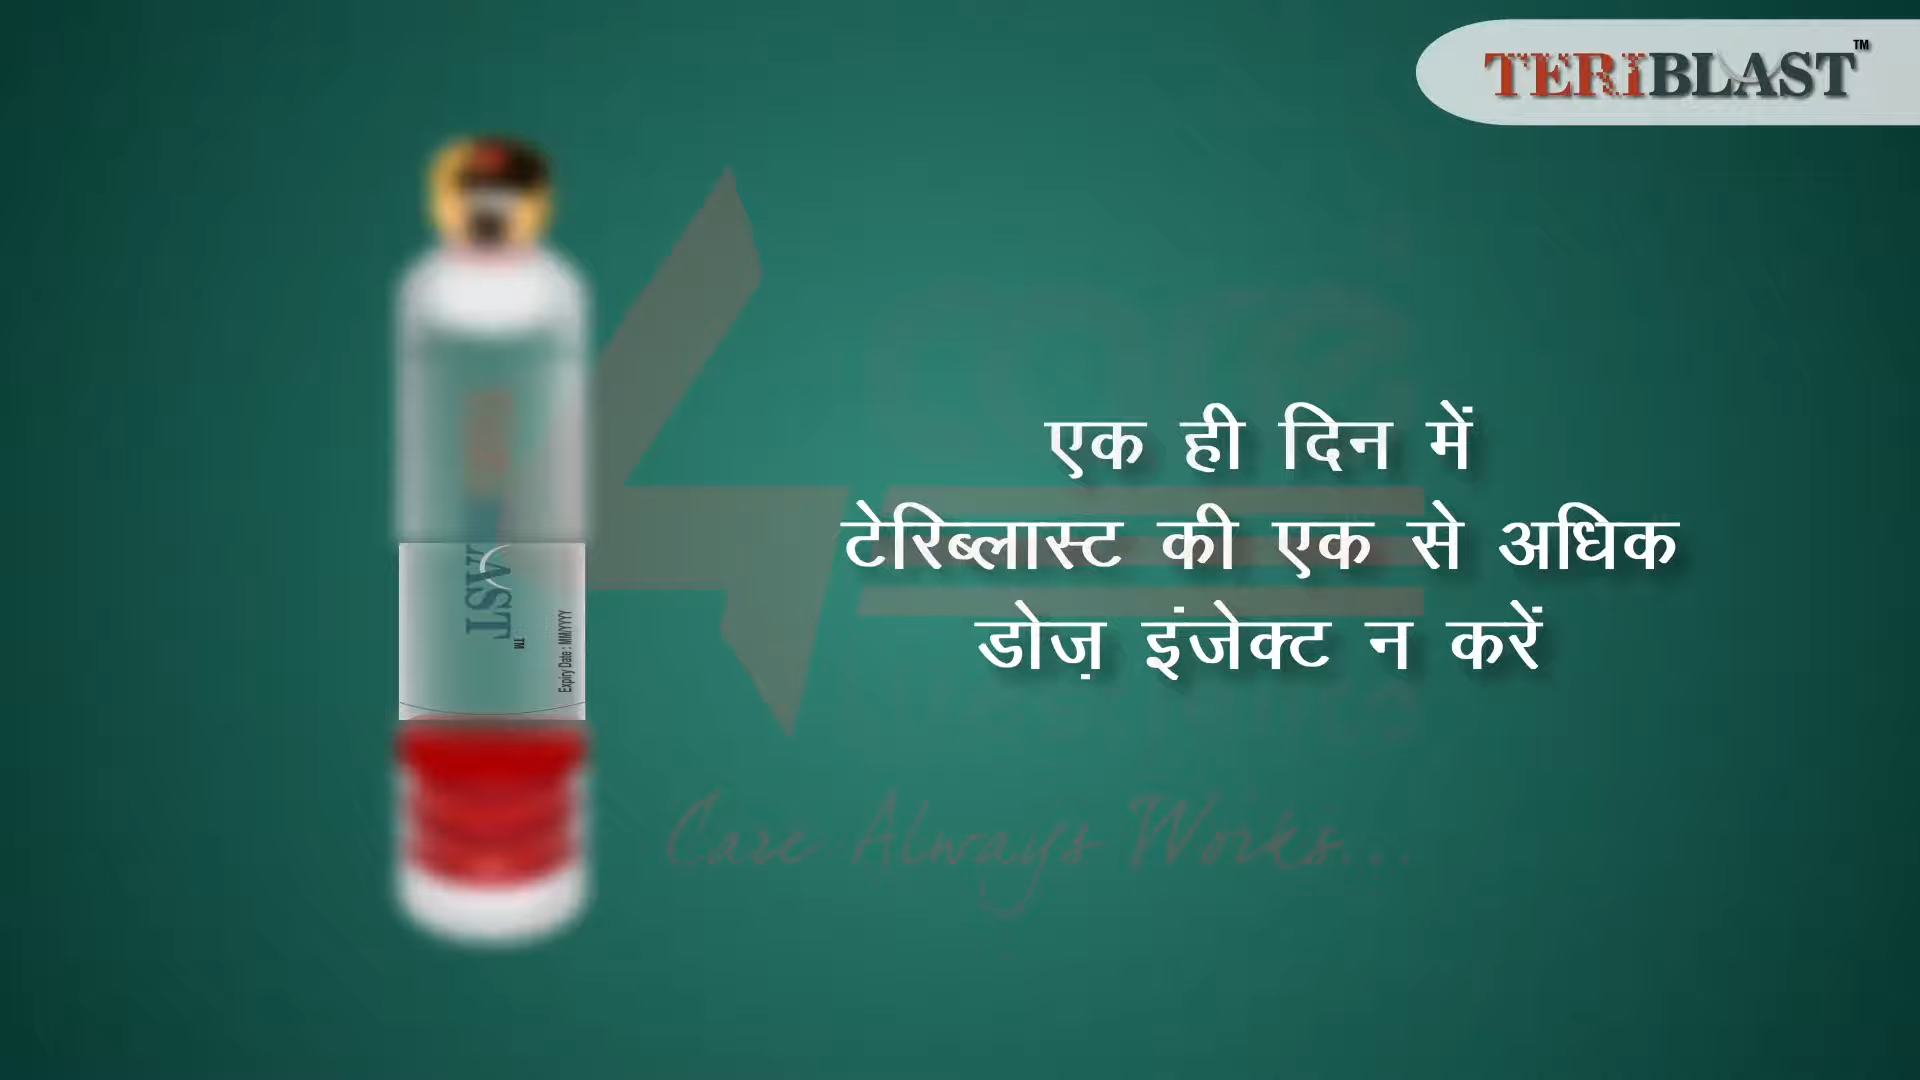 TERIBLAST™
एक ही दिन में
टेरिब्लास्ट की एक से अधिक
डोज़ इंजेक्ट न करें
AST™
Expiry Date : MM/YYYY
Care Always Works...